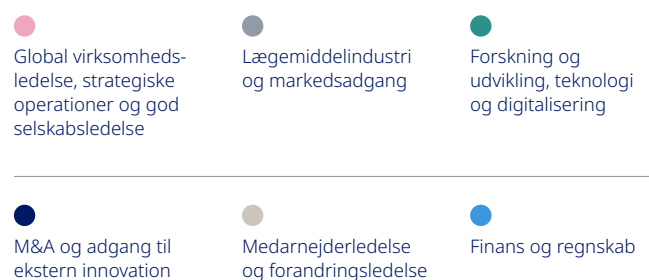 Global virksomheds-
ledelse, strategiske
operationer og god
selskabsledelse
Lægemiddelindustri
og markedsadgang
Forskning og
udvikling, teknologi
og digitalisering
M&A og adgang til
ekstern innovation
Medarnejderledelse
og forandringsledelse
Finans og regnskab